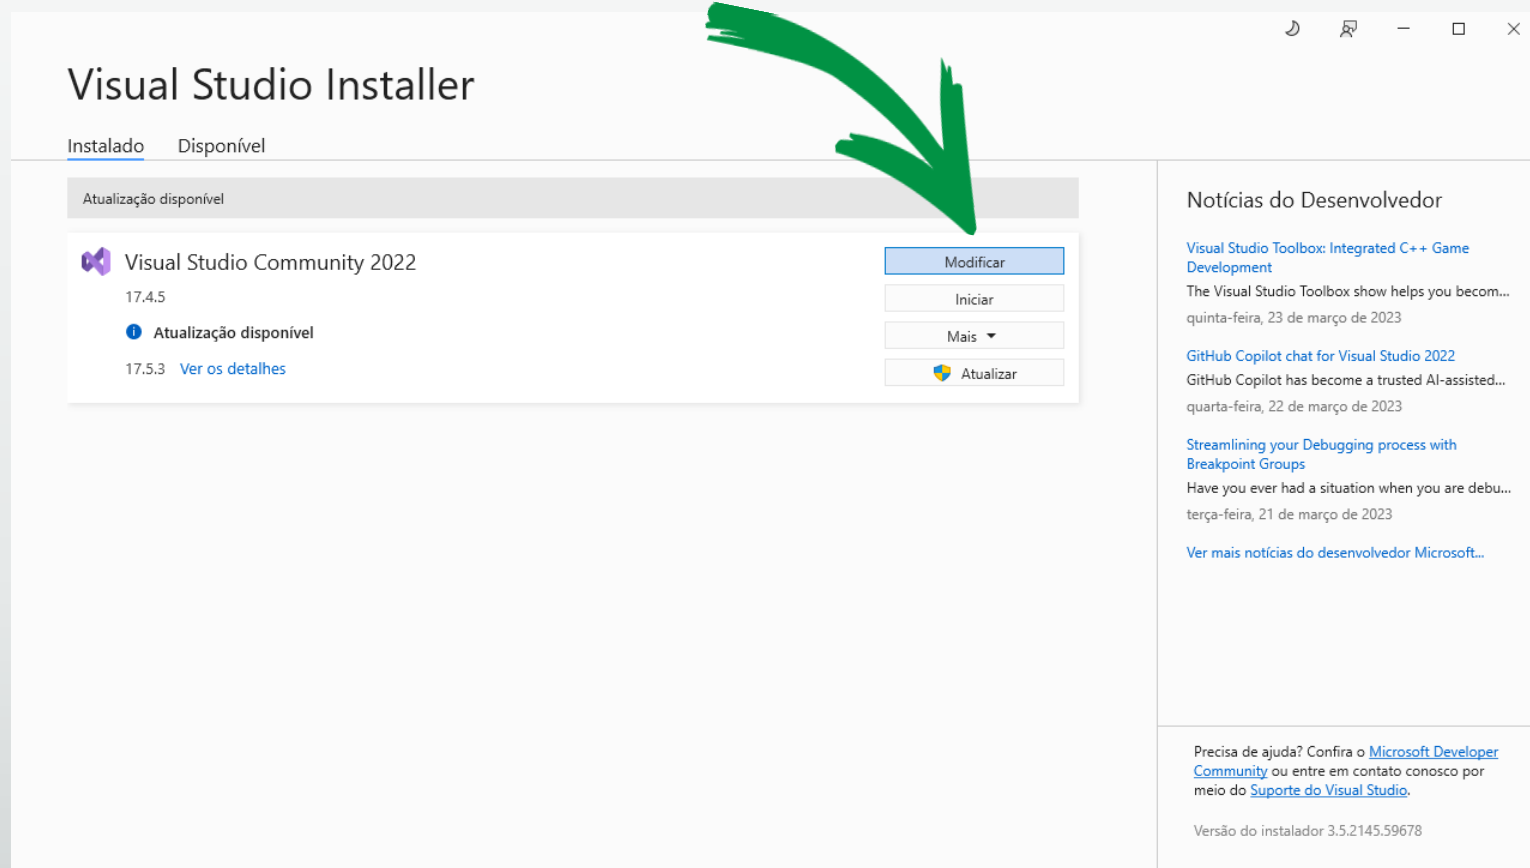 Visual Studio Installer
Instalado
Disponível
Atualização disponível
Visual Studio Community 2022
17.4.5
Atualização disponível
17.5.3 Ver os detalhes
Modificar
Iniciar
Mais
Atualizar
Notícias do Desenvolvedor
Visual Studio Toolbox: Integrated C++ Game
Development
The Visual Studio Toolbox show helps you becom...
quinta-feira, 23 de março de 2023
GitHub Copilot chat for Visual Studio 2022
GitHub Copilot has become a trusted AI-assisted...
quarta-feira, 22 de março de 2023
Streamlining your Debugging process with
Breakpoint Groups
Have you ever had a situation when you are debu...
terça-feira, 21 de março de 2023
Ver mais notícias do desenvolvedor Microsoft...
Precisa de ajuda? Confira o Microsoft Developer
Community ou entre em contato conosco por
meio do Suporte do Visual Studio.
Versão do instalador 3.5.2145.59678